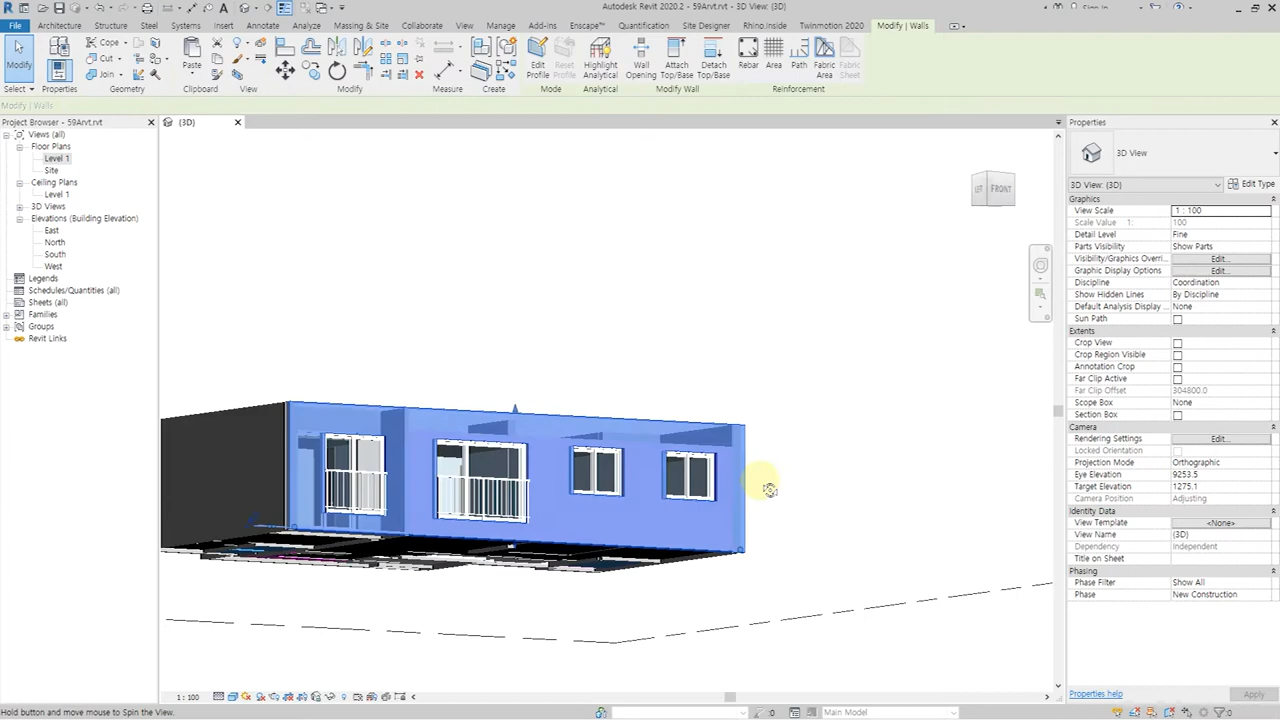 Autodesk Revit 2020.2 - 59Arvt.rvt - 3D View: {3D}
Sign In
File Architecture Structure Steel Systems Insert Annotate Analyze Massing & Site Collaborate View Manage Add-Ins Enscape™ Quantification Site Designer Rhino.Inside Twinmotion 2020 Modify | Walls
Cope
Cut
Join
Modify
Paste
Edit Profile
Reset Profile
Highlight Analytical
Wall Opening
Attach Top/Base
Detach Top/Base
Rebar
Area
Path
Fabric Area
Fabric Sheet
Select Properties Geometry Clipboard View Modify Measure Create Mode Analytical Modify Wall Reinforcement
Modify | Walls
Project Browser - 59Arvt.rvt
Views (all)
Floor Plans
Level 1
Site
Ceiling Plans
Level 1
3D Views
Elevations (Building Elevation)
East
North
South
West
Legends
Schedules/Quantities (all)
Sheets (all)
Families
Groups
Revit Links
{3D}
FRONT
Properties
3D View
3D View: {3D} Edit Type
Graphics
View Scale 1 : 100
Scale Value 1: 100
Detail Level Fine
Parts Visibility Show Parts
Visibility/Graphics Overri... Edit...
Graphic Display Options Edit...
Discipline Coordination
Show Hidden Lines By Discipline
Default Analysis Display ... None
Sun Path
Extents
Crop View
Crop Region Visible
Annotation Crop
Far Clip Active
Far Clip Offset 304800.0
Scope Box None
Section Box
Camera
Rendering Settings Edit...
Locked Orientation
Projection Mode Orthographic
Eye Elevation 9253.5
Target Elevation 1275.1
Camera Position Adjusting
Identity Data
View Template <None>
View Name {3D}
Dependency Independent
Title on Sheet
Phasing
Phase Filter Show All
Phase New Construction
Properties help Apply
1 : 100
Hold button and move mouse to Spin the View.
:0
Main Model
:0